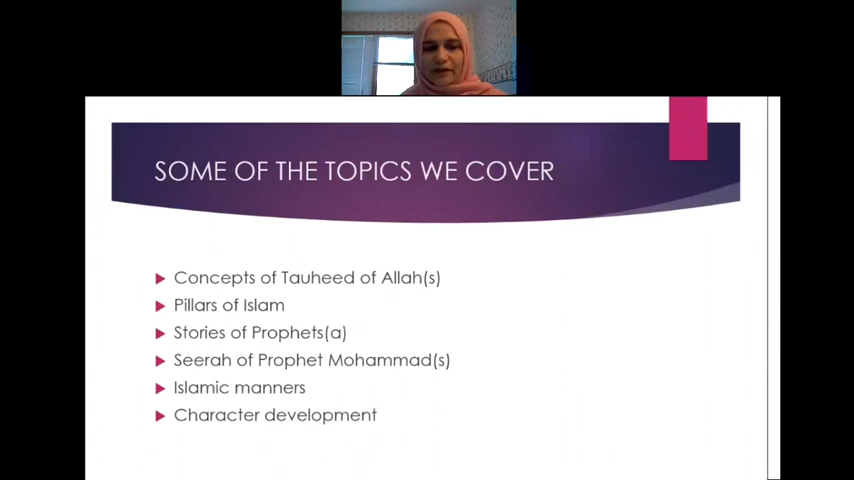 SOME OF THE TOPICS WE COVER
Concepts of Tauheed of Allah(s)
Pillars of Islam
Stories of Prophets(a)
Seerah of Prophet Mohammad(s)
Islamic manners
Character development